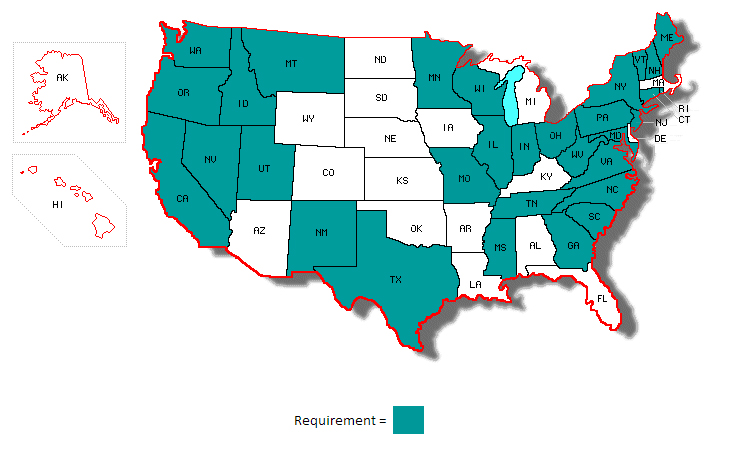 ME
WA
VT
NH
MT
ND
MN
AK
WI
NY
MA
OR
SD
MI
ID
RI
WY
PA
CT
NJ
IA
OH
MD
NE
DE
IL
IN
NV
WV
VA
UT
CO
KY
KS
MO
NC
CA
TN
HI
SC
OK
AR
AZ
NM
MS
AL
GA
TX
LA
FL
Requirement =